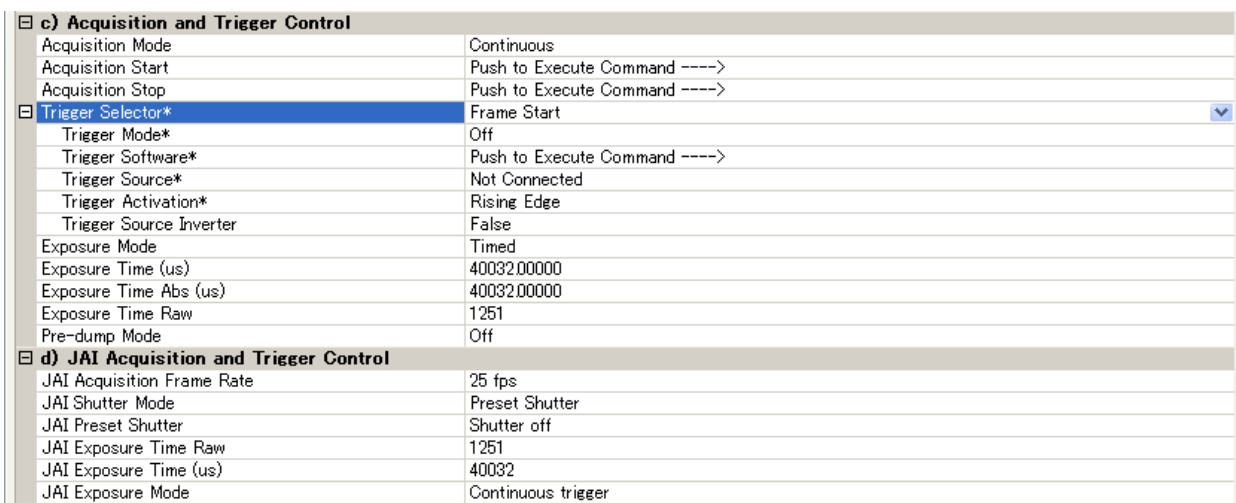 c) Acquisition and Trigger Control
Acquisition Mode Continuous
Acquisition Start Push to Execute Command ---->
Acquisition Stop Push to Execute Command ---->
Trigger Selector* Frame Start
Trigger Mode* Off
Trigger Software* Push to Execute Command ---->
Trigger Source* Not Connected
Trigger Activation* Rising Edge
Trigger Source Inverter False
Exposure Mode Timed
Exposure Time (us) 40032.00000
Exposure Time Abs (us) 40032.00000
Exposure Time Raw 1251
Pre-dump Mode Off
d) JAI Acquisition and Trigger Control
JAI Acquisition Frame Rate 25 fps
JAI Shutter Mode Preset Shutter
JAI Preset Shutter Shutter off
JAI Exposure Time Raw 1251
JAI Exposure Time (us) 40032
JAI Exposure Mode Continuous trigger